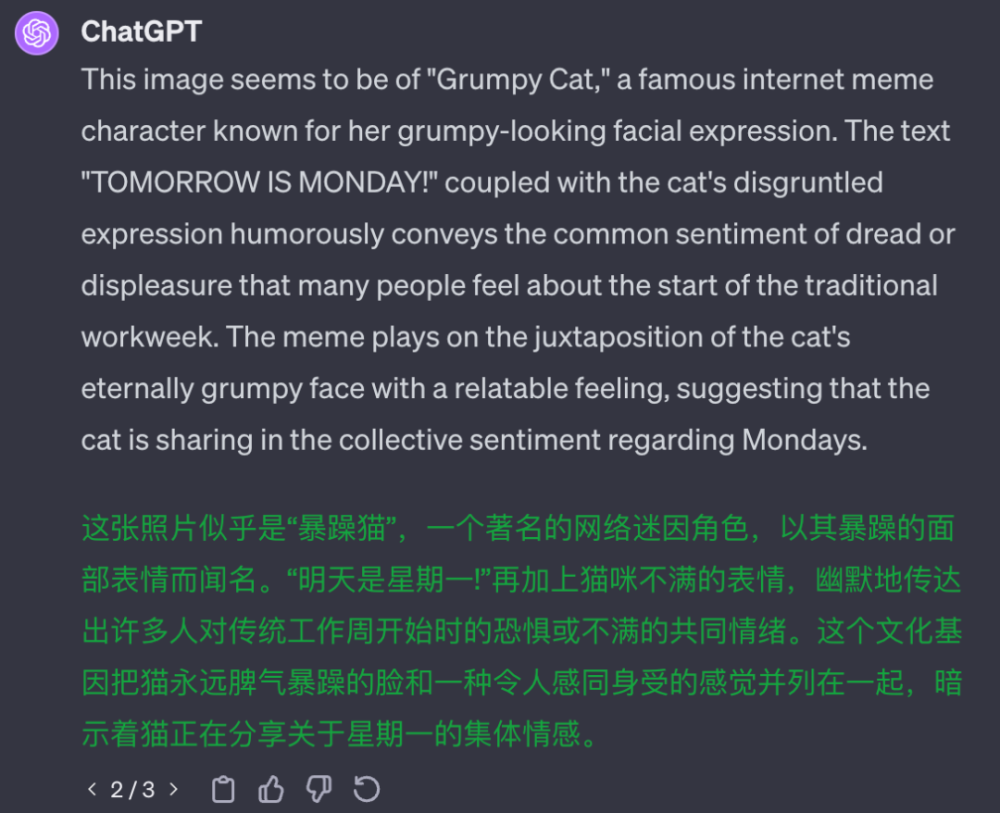 ChatGPT
This image seems to be of "Grumpy Cat," a famous internet meme
character known for her grumpy-looking facial expression. The text
"TOMORROW IS MONDAY!" coupled with the cat's disgruntled
expression humorously conveys the common sentiment of dread or
displeasure that many people feel about the start of the traditional
workweek. The meme plays on the juxtaposition of the cat's
eternally grumpy face with a relatable feeling, suggesting that the
cat is sharing in the collective sentiment regarding Mondays.
这张照片似乎是“暴躁猫”，一个著名的网络迷因角色，以其暴躁的面
部表情而闻名。“明天是星期一!”再加上猫咪不满的表情，幽默地传达
出许多人对传统工作周开始时的恐惧或不满的共同情绪。这个文化基
因把猫永远脾气暴躁的脸和一种令人感同身受的感觉并列在一起，暗
示着猫正在分享关于星期一的集体情感。
< 2 / 3 >